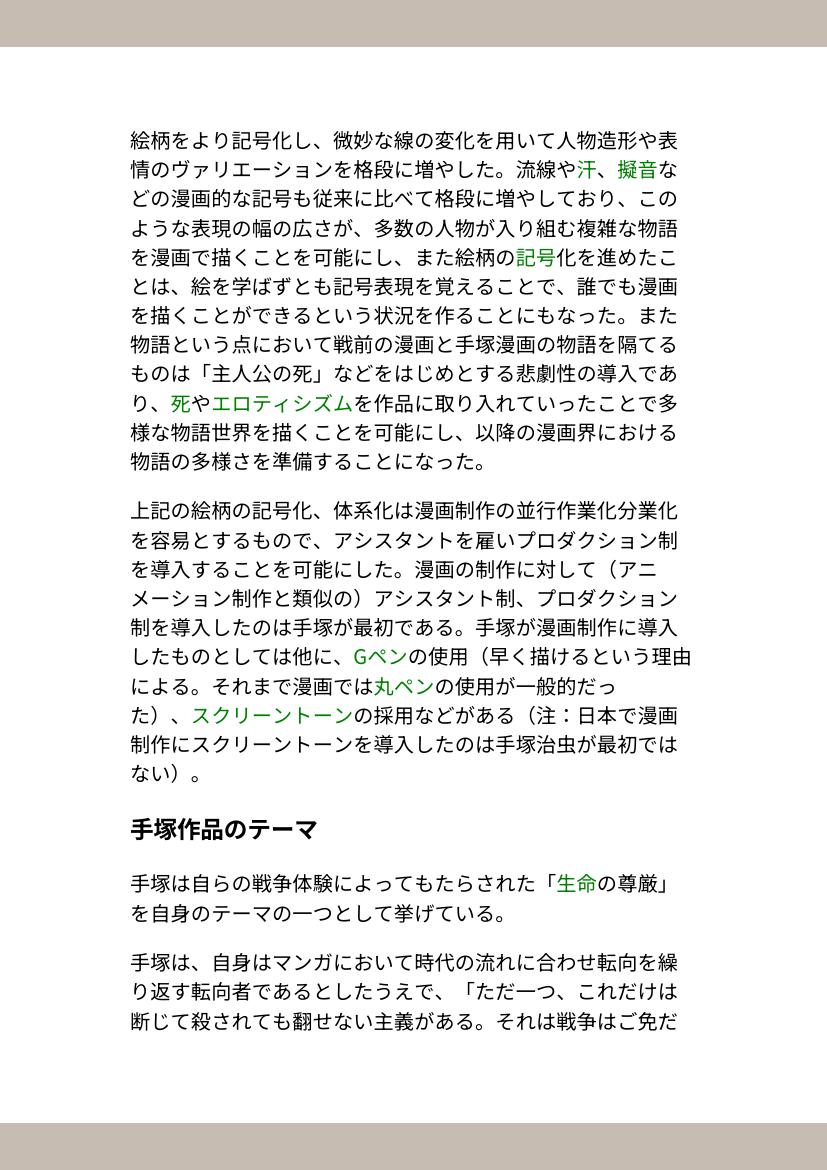 絵柄をより記号化し、微妙な線の変化を用いて人物造形や表
情のヴァリエーションを格段に増やした。流線や汗、擬音な
どの漫画的な記号も従来に比べて格段に増やしており、この
ような表現の幅の広さが、多数の人物が入り組む複雑な物語
を漫画で描くことを可能にし、また絵柄の記号化を進めたこ
とは、絵を学ばずとも記号表現を覚えることで、誰でも漫画
を描くことができるという状況を作ることにもなった。また
物語という点において戦前の漫画と手塚漫画の物語を隔てる
ものは「主人公の死」などをはじめとする悲劇性の導入であ
り、死やエロティシズムを作品に取り入れていったことで多
様な物語世界を描くことを可能にし、以降の漫画界における
物語の多様さを準備することになった。
上記の絵柄の記号化、体系化は漫画制作の並行作業化分業化
を容易とするもので、アシスタントを雇いプロダクション制
を導入することを可能にした。漫画の制作に対して（アニ
メーション制作と類似の）アシスタント制、プロダクション
制を導入したのは手塚が最初である。手塚が漫画制作に導入
したものとしては他に、Gペンの使用（早く描けるという理由
による。それまで漫画では丸ペンの使用が一般的だっ
た）、スクリーントーンの採用などがある（注：日本で漫画
制作にスクリーントーンを導入したのは手塚治虫が最初では
ない）。
手塚作品のテーマ
手塚は自らの戦争体験によってもたらされた「生命の尊厳」
を自身のテーマの一つとして挙げている。
手塚は、自身はマンガにおいて時代の流れに合わせ転向を繰
り返す転向者であるとしたうえで、「ただ一つ、これだけは
断じて殺されても翻せない主義がある。それは戦争はご免だ